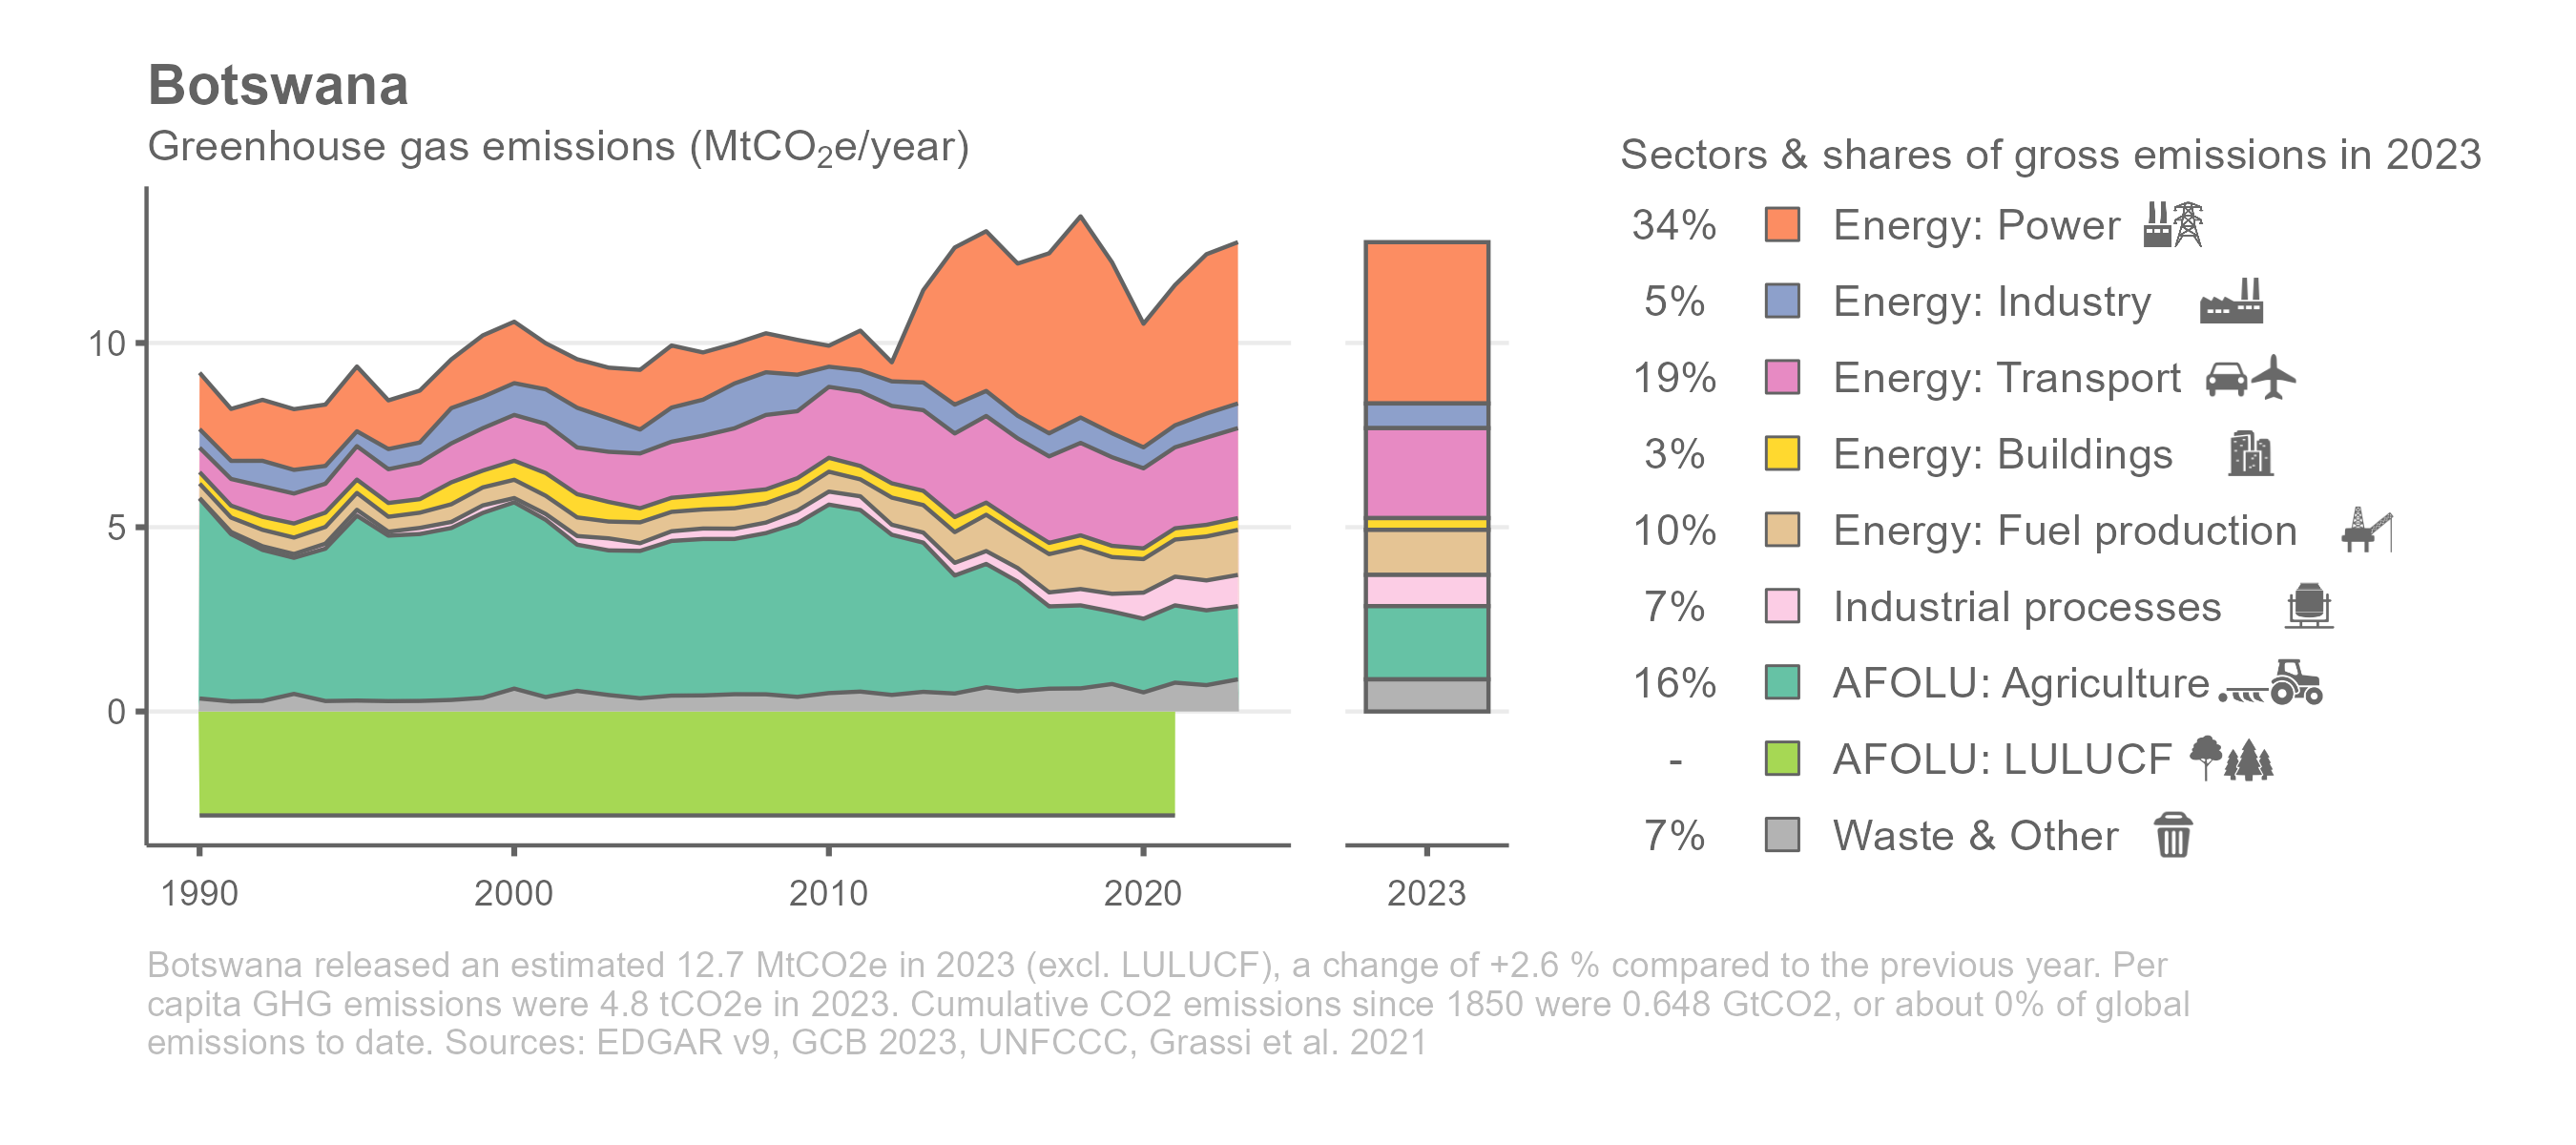 Botswana
Greenhouse gas emissions (MtCO₂e/year)
10
5
0
1990 2000 2010 2020 2023
Sectors & shares of gross emissions in 2023
34% Energy: Power
5% Energy: Industry
19% Energy: Transport
3% Energy: Buildings
10% Energy: Fuel production
7% Industrial processes
16% AFOLU: Agriculture
- AFOLU: LULUCF
7% Waste & Other
Botswana released an estimated 12.7 MtCO2e in 2023 (excl. LULUCF), a change of +2.6 % compared to the previous year. Per
capita GHG emissions were 4.8 tCO2e in 2023. Cumulative CO2 emissions since 1850 were 0.648 GtCO2, or about 0% of global
emissions to date. Sources: EDGAR v9, GCB 2023, UNFCCC, Grassi et al. 2021